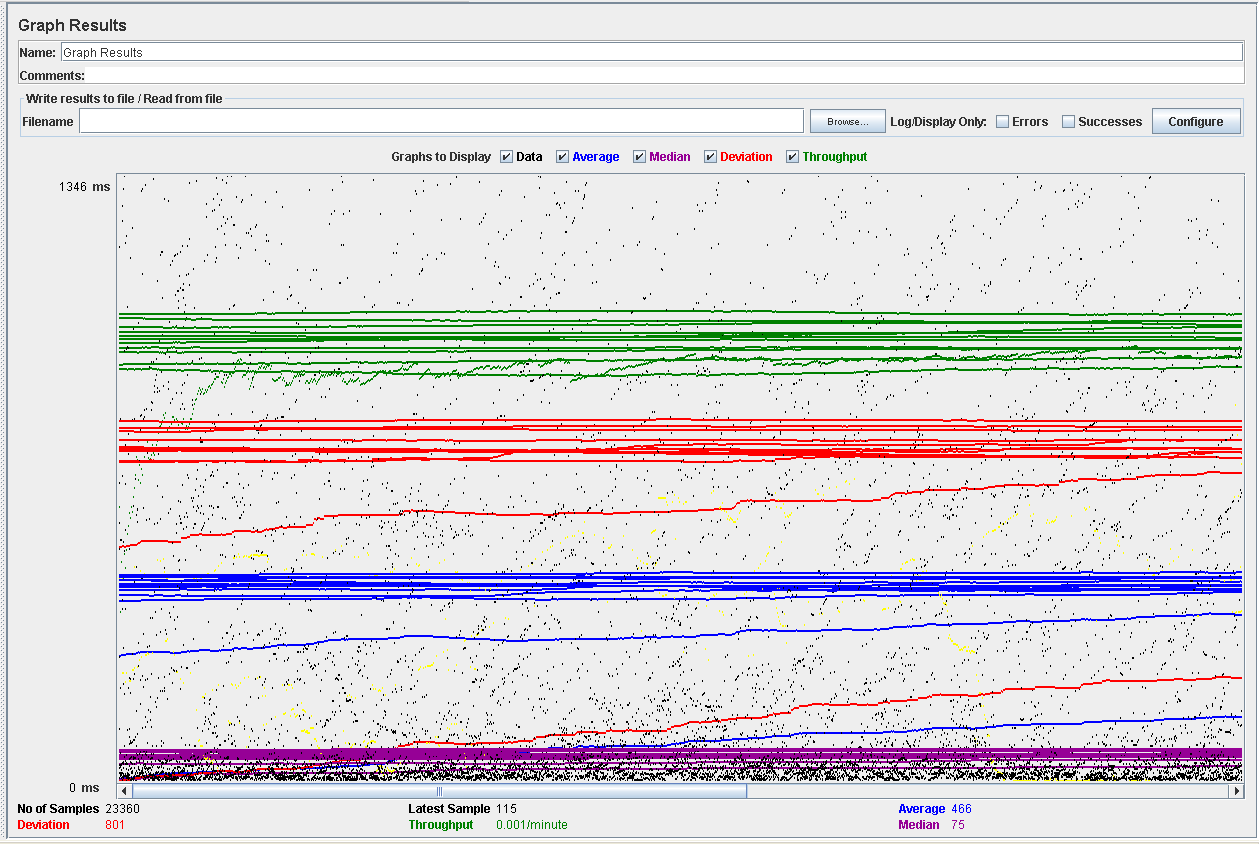 Graph Results
Name: Graph Results
Comments:
Write results to file / Read from file
Filename Browse... Log/Display Only: Errors Successes Configure
Graphs to Display Data Average Median Deviation Throughput
1346 ms
0 ms
No of Samples 23360 Latest Sample 115 Average 466
Deviation 801 Throughput 0.001/minute Median 75